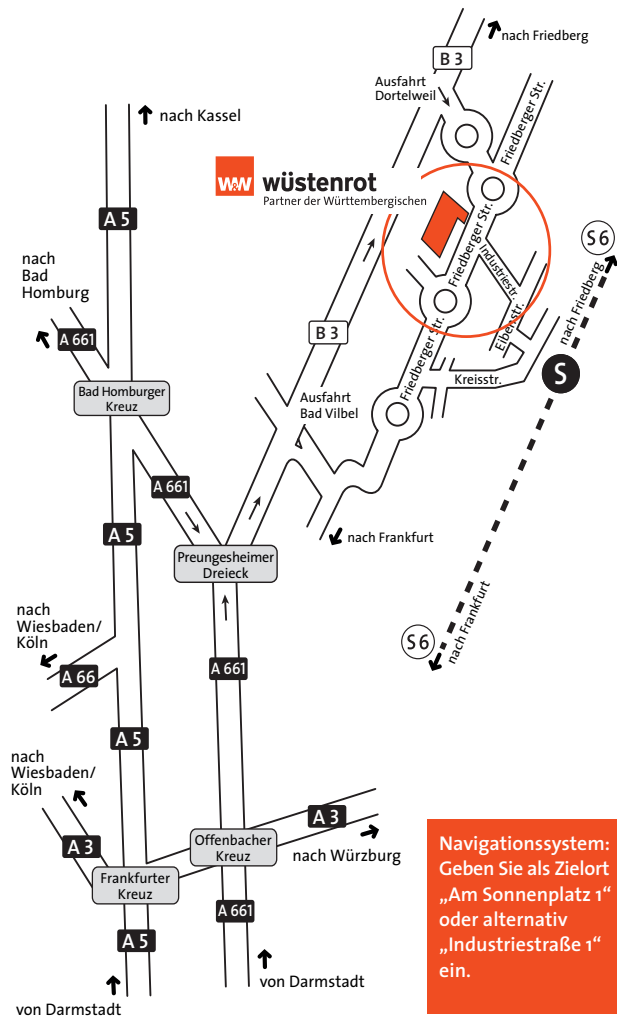 nach Friedberg
B 3
Ausfahrt
Dortelweil
Friedberger Str.
nach Kassel
W&W wüstenrot
Partner der Württembergischen
A 5
S6
nach
Bad
Homburg
Friedberger Str.
Industriestr.
nach Friedberg
A 661
B 3
Eibenstr.
Friedberger Str.
Kreisstr.
S
Bad Homburger
Kreuz
Ausfahrt
Bad Vilbel
A 661
A 5
nach Frankfurt
Preungesheimer
Dreieck
nach
Wiesbaden/
Köln
S6
nach Frankfurt
A 66
A 661
A 5
nach
Wiesbaden/
Köln
A 3
A 3
Offenbacher
Kreuz
nach Würzburg
Frankfurter
Kreuz
A 661
A 5
von Darmstadt
von Darmstadt
Navigationssystem:
Geben Sie als Zielort
„Am Sonnenplatz 1“
oder alternativ
„Industriestraße 1“
ein.